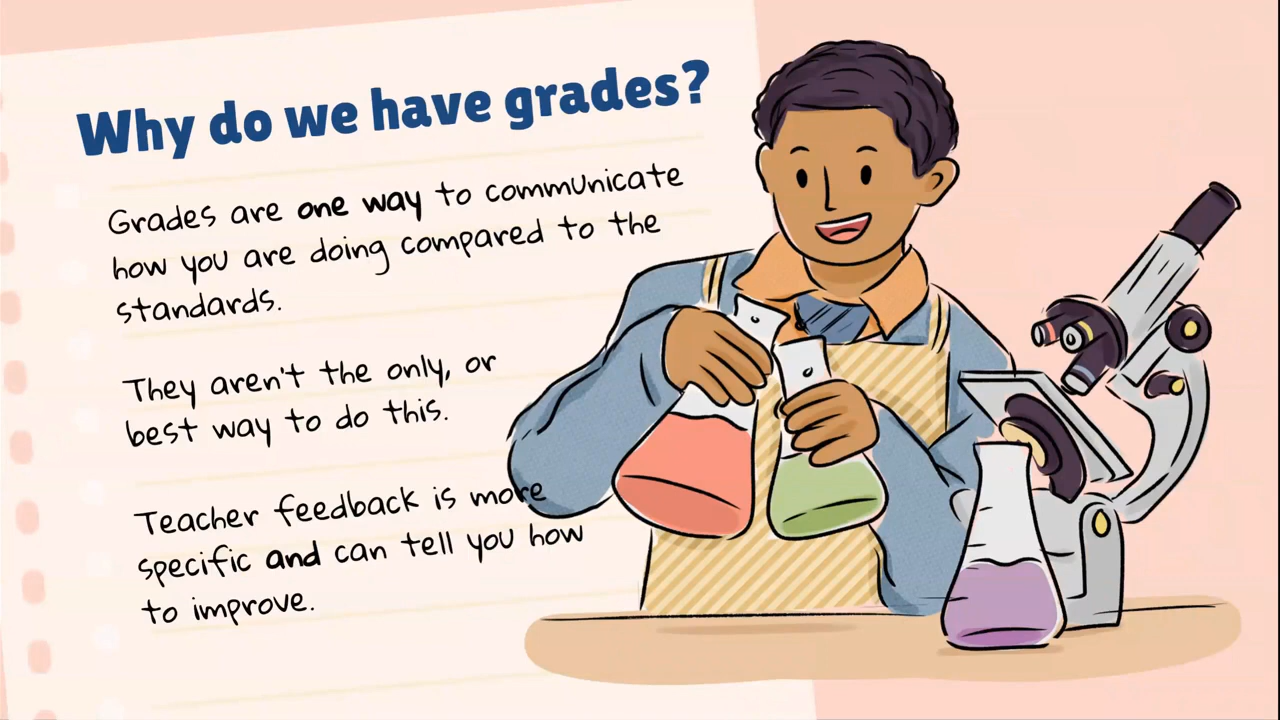 Why do we have grades?
Grades are one way to communicate
how you are doing compared to the
standards.
They aren't the only, or
best way to do this.
Teacher feedback is more
specific and can tell you how
to improve.